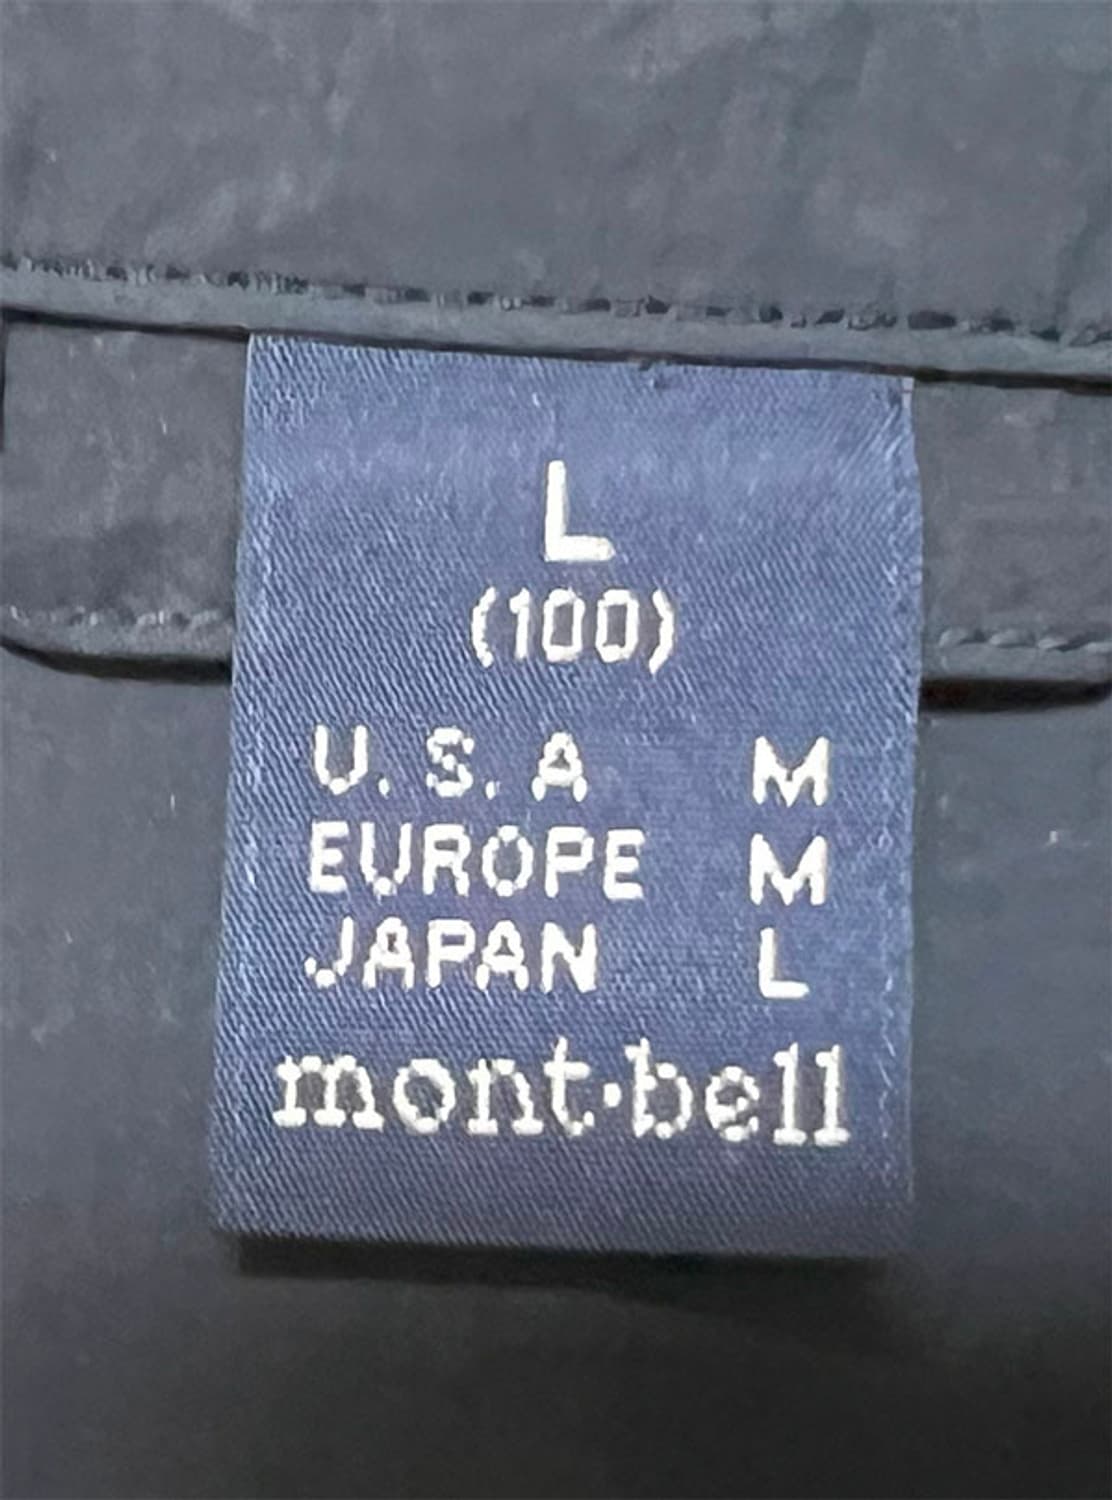 L
(100)
U.S.A M
EUROPE M
JAPAN L
mont·bell